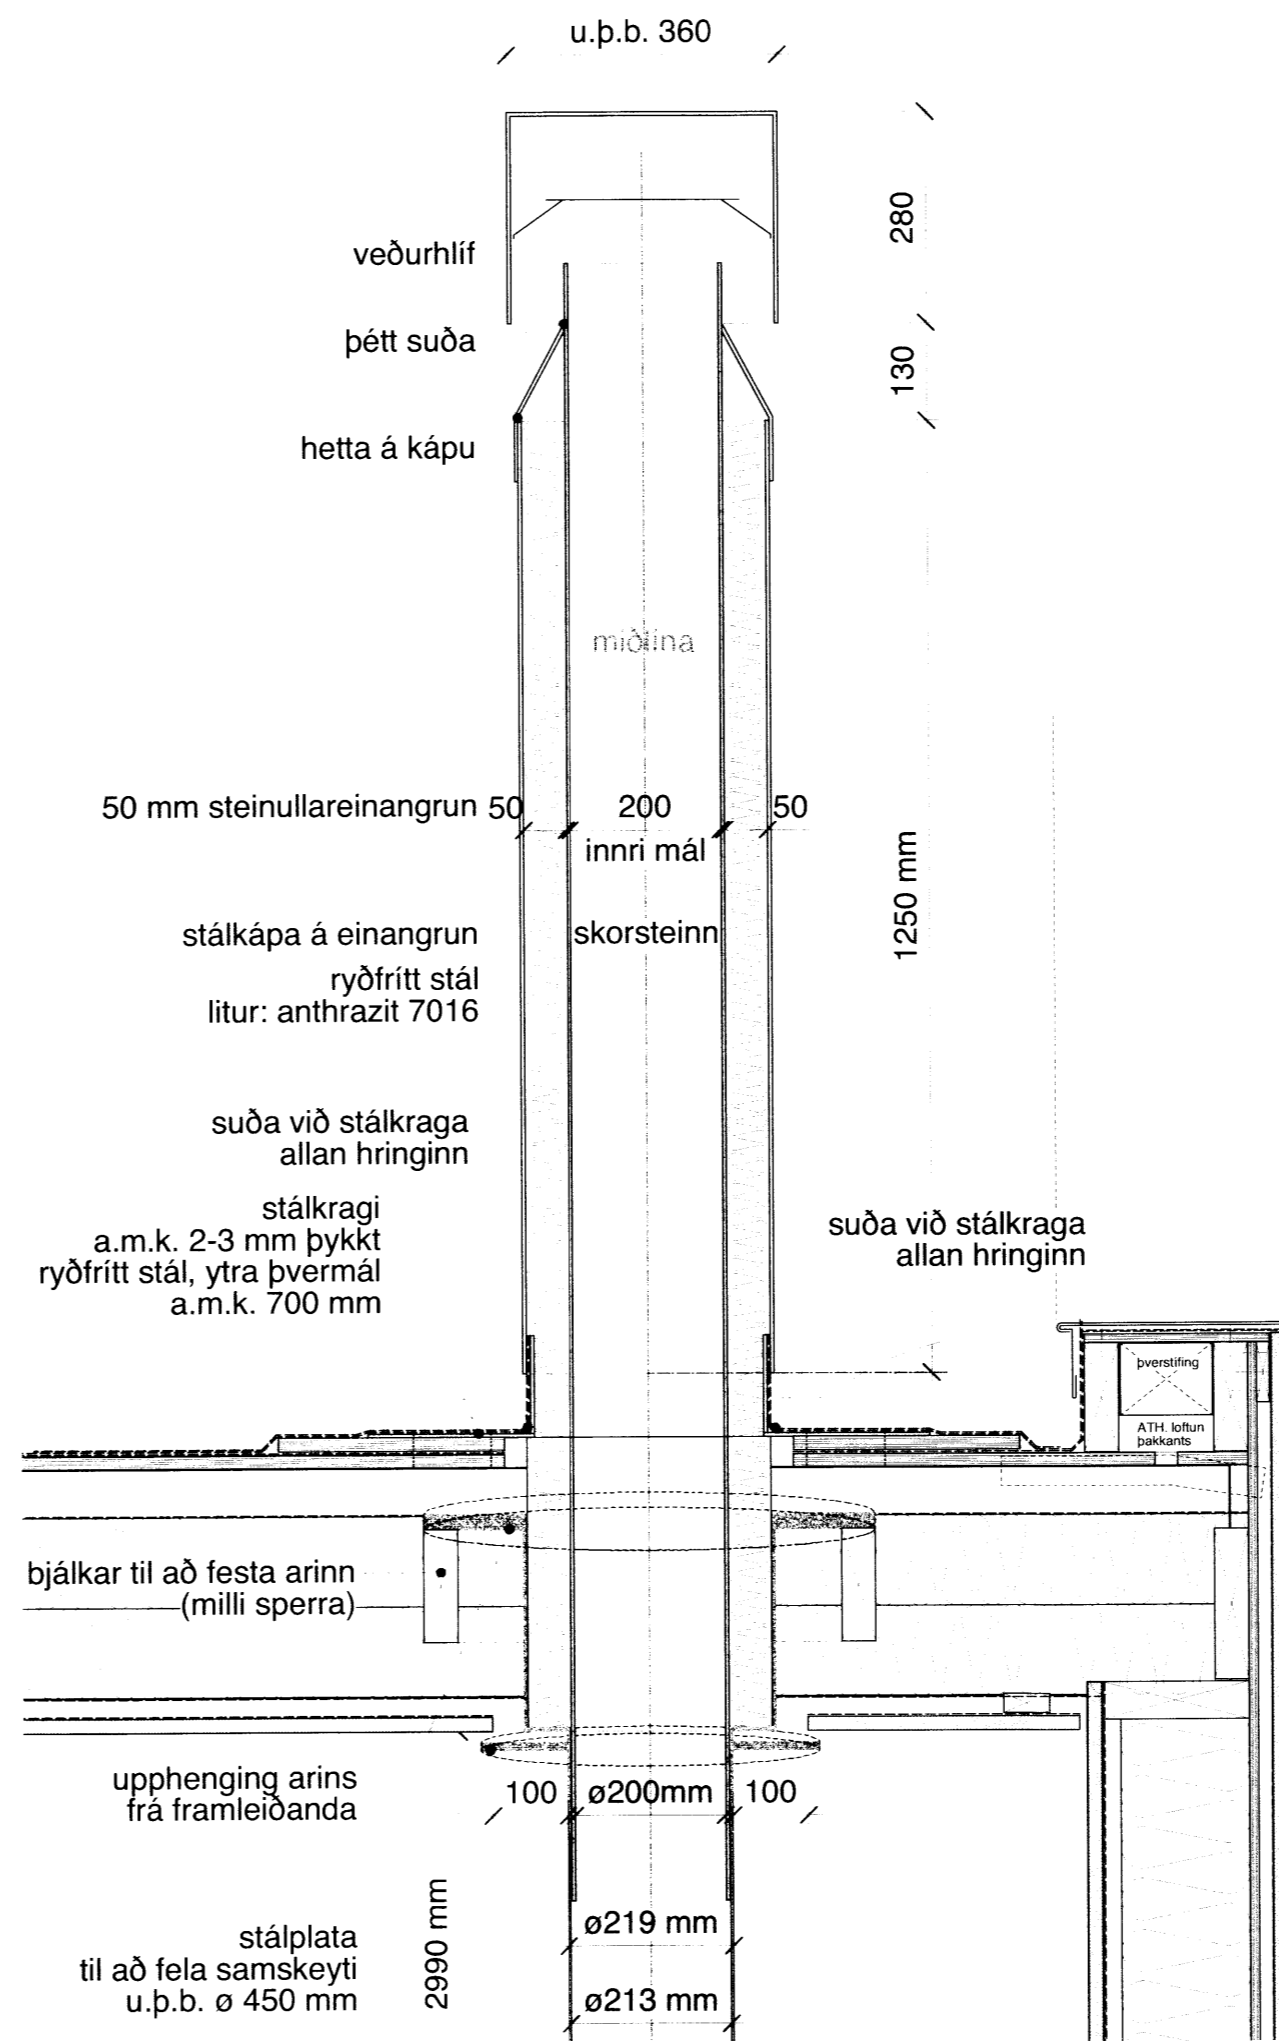 u.þ.b. 360
280
veðurhlíf
þétt suða
130
hetta á kápu
miðlína
50 mm steinullareinangrun 50 200 50
innri mál
1250 mm
stálkápa á einangrun
skorsteinn
ryðfrítt stál
litur: anthrazit 7016
suða við stálkraga
allan hringinn
stálkragi
a.m.k. 2-3 mm þykkt
ryðfrítt stál, ytra þvermál
a.m.k. 700 mm
suða við stálkraga
allan hringinn
þverstifing
ATH. loftun
þakkants
bjálkar til að festa arinn
(milli sperra)
upphenging arins
frá framleiðanda
100 ø200mm 100
2990 mm
stálplata
til að fela samskeyti
u.þ.b. ø 450 mm
ø219 mm
ø213 mm